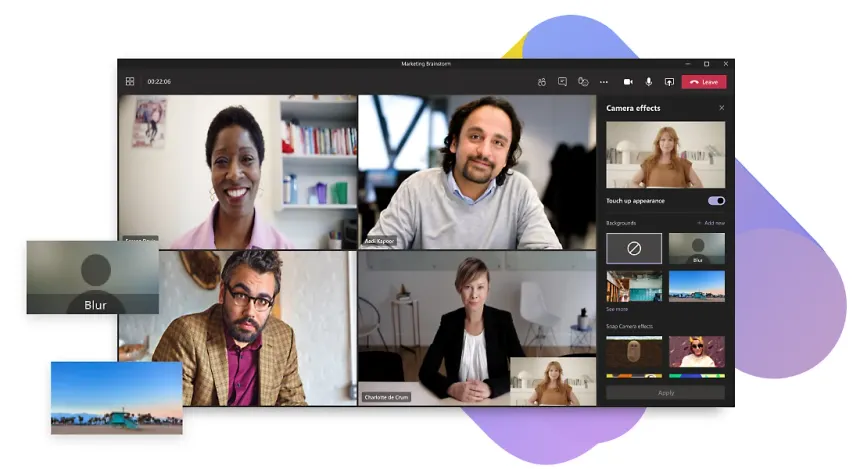 Marketing Brainstorm
00:22:06
Leave
Camera effects
Touch up appearance
Backgrounds
+ Add new
Blur
See more
Snap Camera effects
Apply
Aadi Kapoor
Charlotte de Crum
Blur